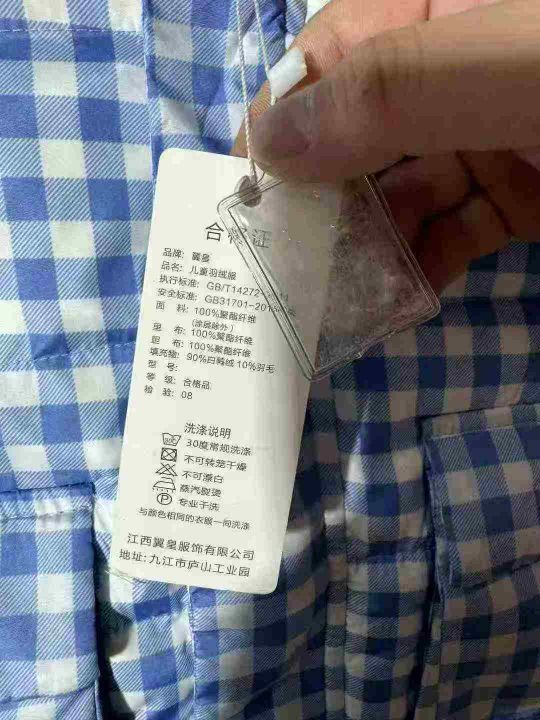 合格证
品牌: 翼皇
品名: 儿童羽绒服
执行标准: GB/T14272-
安全标准: GB31701-2015
面 料: 100%聚酯纤维
(涂层除外)
里 布: 100%聚酯纤维
胆 布: 100%聚酯纤维
填充物: 90%白鸭绒 10%羽毛
型 号:
等 级: 合格品
检 验: 08
洗涤说明
30度常规洗涤
不可转笼干燥
不可漂白
蒸汽熨烫
专业干洗
与颜色相同的衣服一同洗涤
江西翼皇服饰有限公司
地址: 九江市庐山工业园